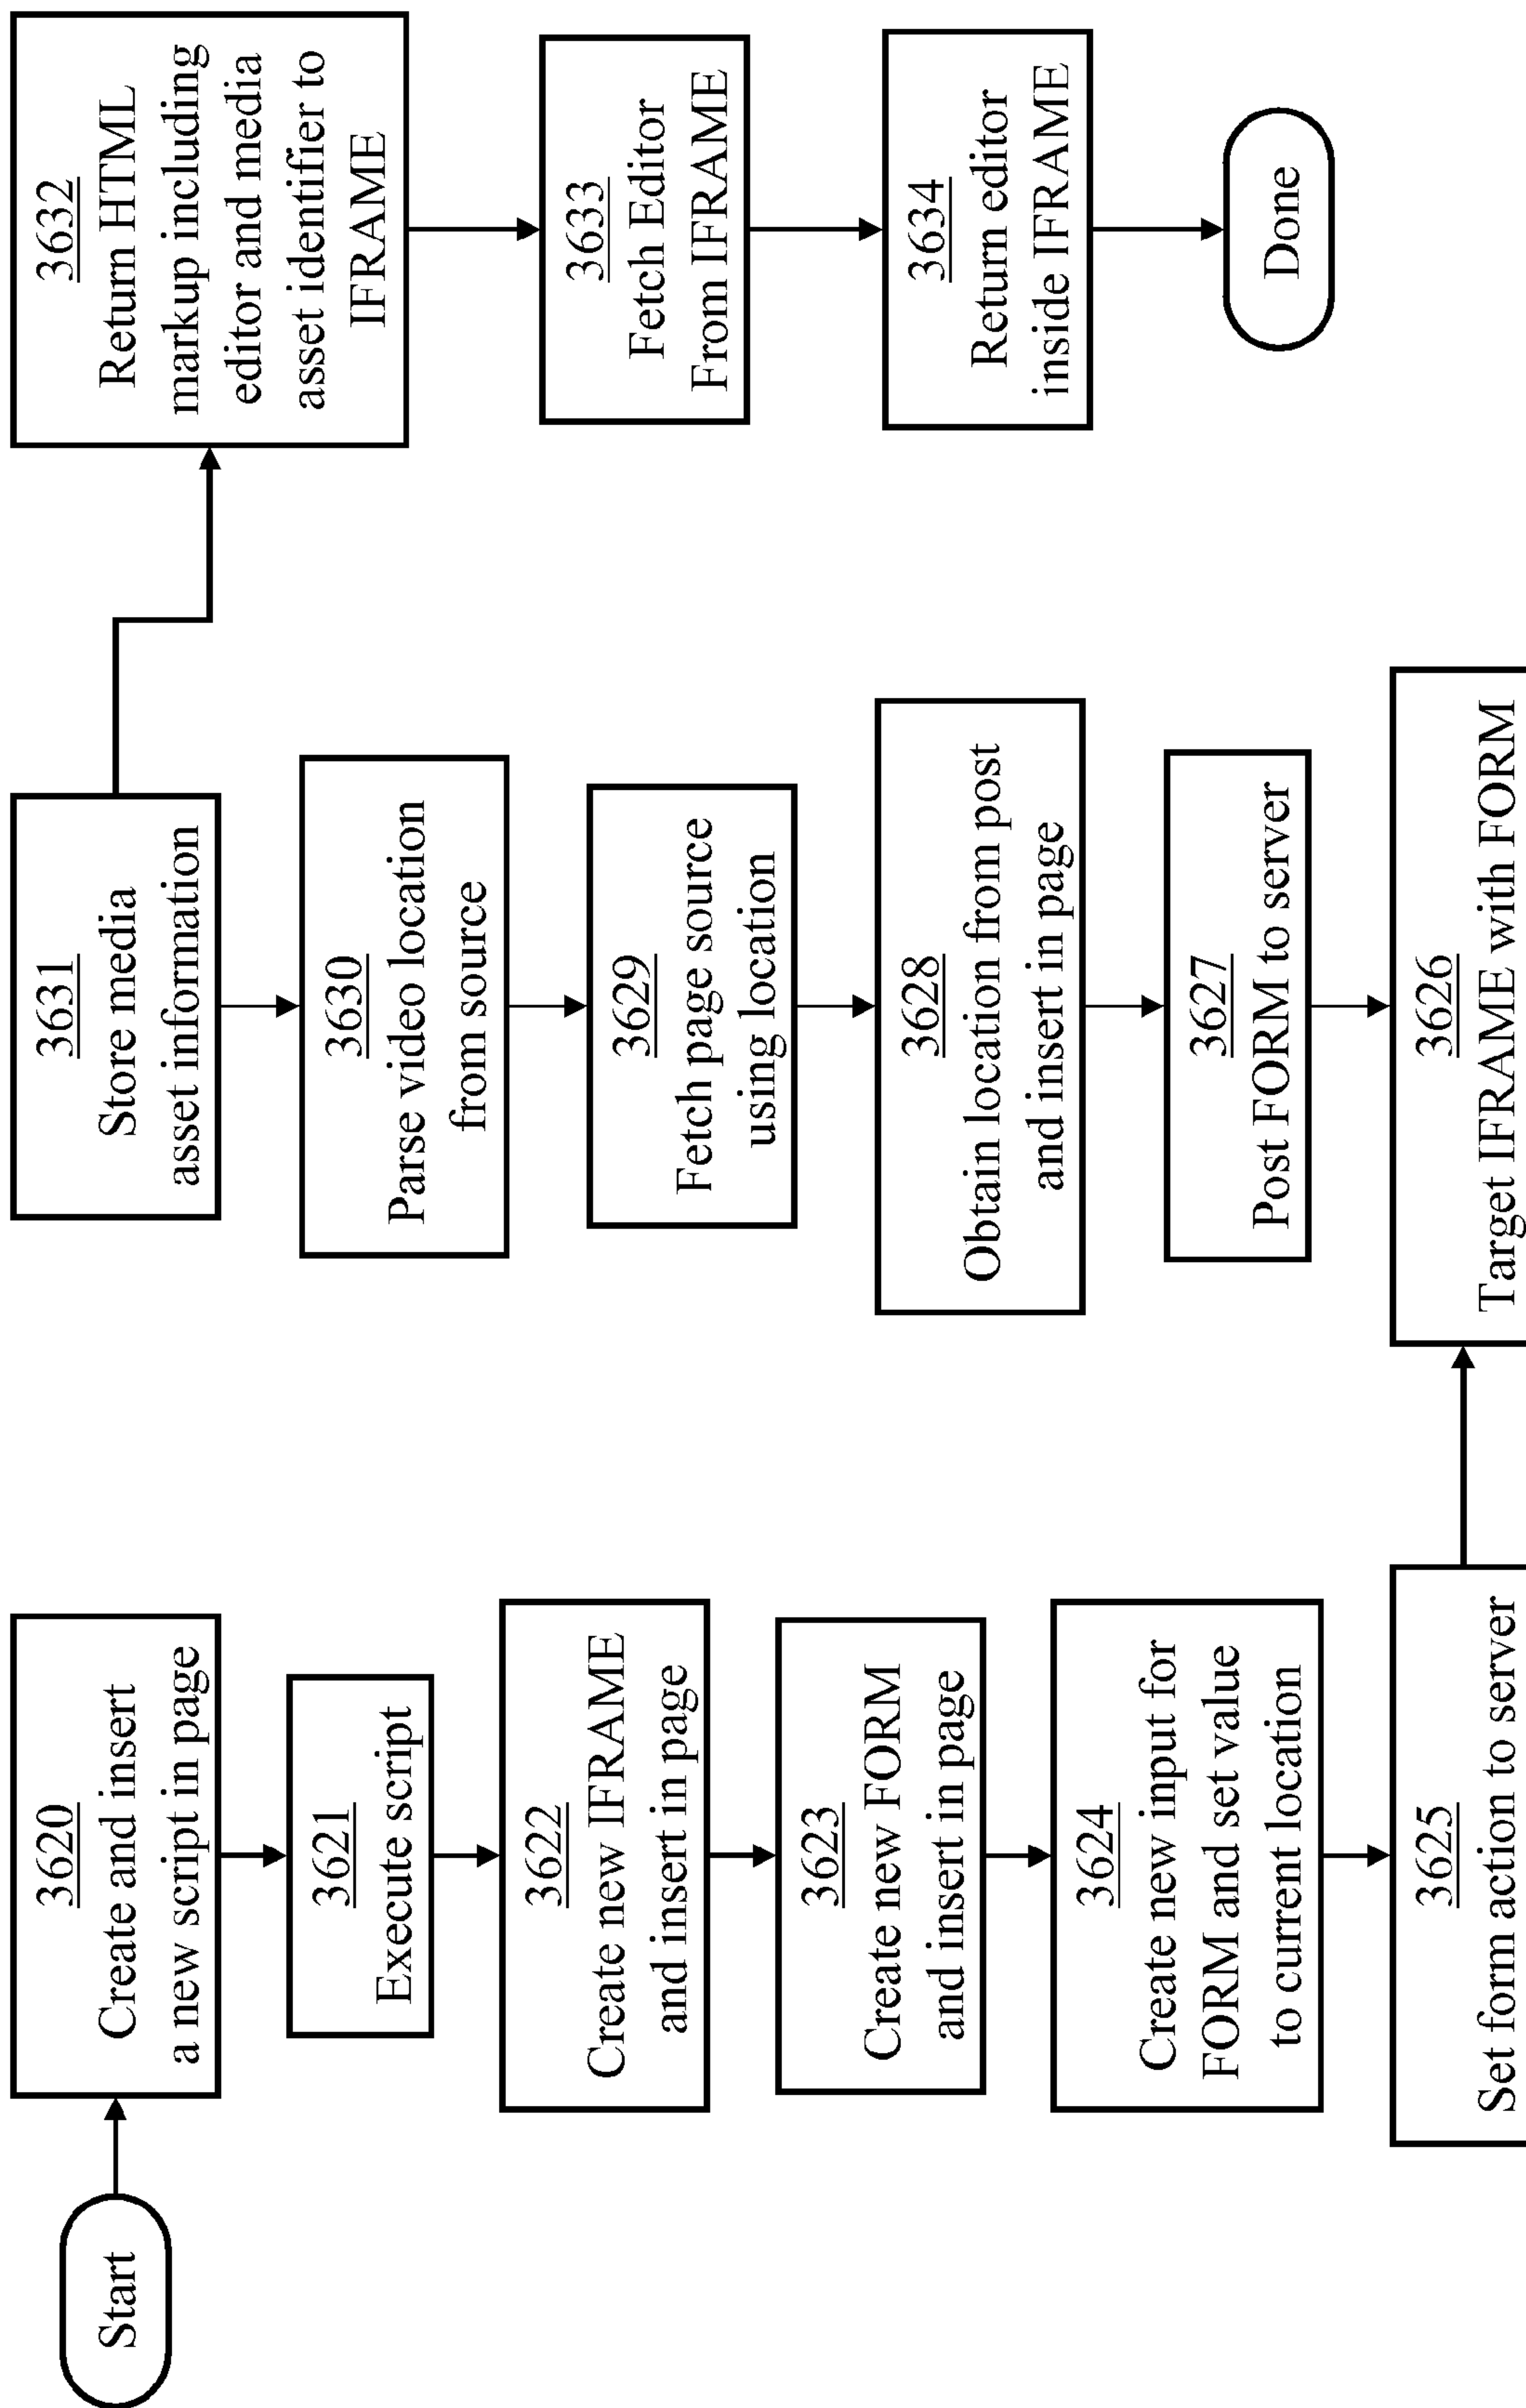 Start
3620
Create and insert
a new script in page
3621
Execute script
3622
Create new IFRAME
and insert in page
3623
Create new FORM
and insert in page
3624
Create new input for
FORM and set value
to current location
3625
Set form action to server
3631
Store media
asset information
3630
Parse video location
from source
3629
Fetch page source
using location
3628
Obtain location from post
and insert in page
3627
Post FORM to server
3626
Target IFRAME with FORM
3632
Return HTML
markup including
editor and media
asset identifier to
IFRAME
3633
Fetch Editor
From IFRAME
3634
Return editor
inside IFRAME
Done